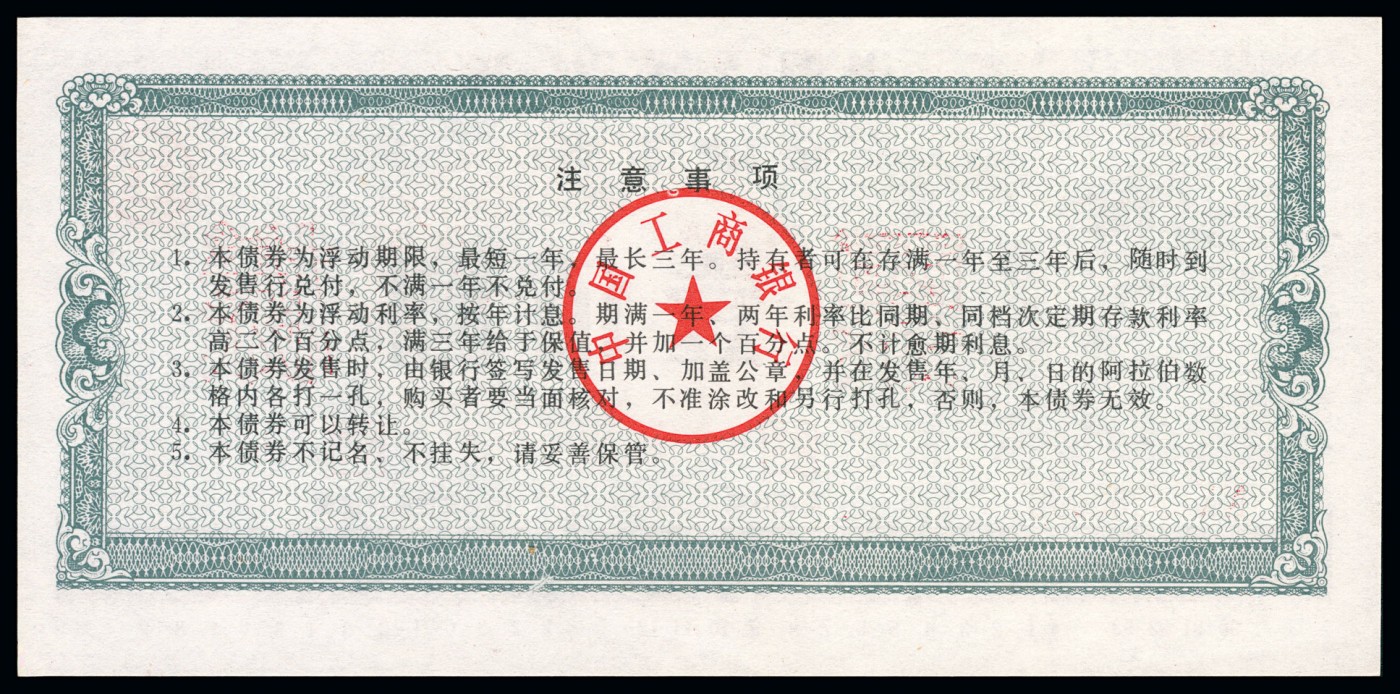 注意事项
1. 本债券为浮动期限，最短一年，最长三年。持有者可在存满一年至三年后，随时到
发售行兑付，不满一年不兑付。
2. 本债券为浮动利率，按年计息。期满一年、两年利率比同期、同档次定期存款利率
高二个百分点，满三年给于保值，并加一个百分点。不计愈期利息。
3. 本债券发售时，由银行签写发售日期、加盖公章，并在发售年、月、日的阿拉伯数
格内各打一孔，购买者要当面核对，不准涂改和另行打孔，否则，本债券无效。
4. 本债券可以转让。
5. 本债券不记名、不挂失，请妥善保管。
中国工商银行